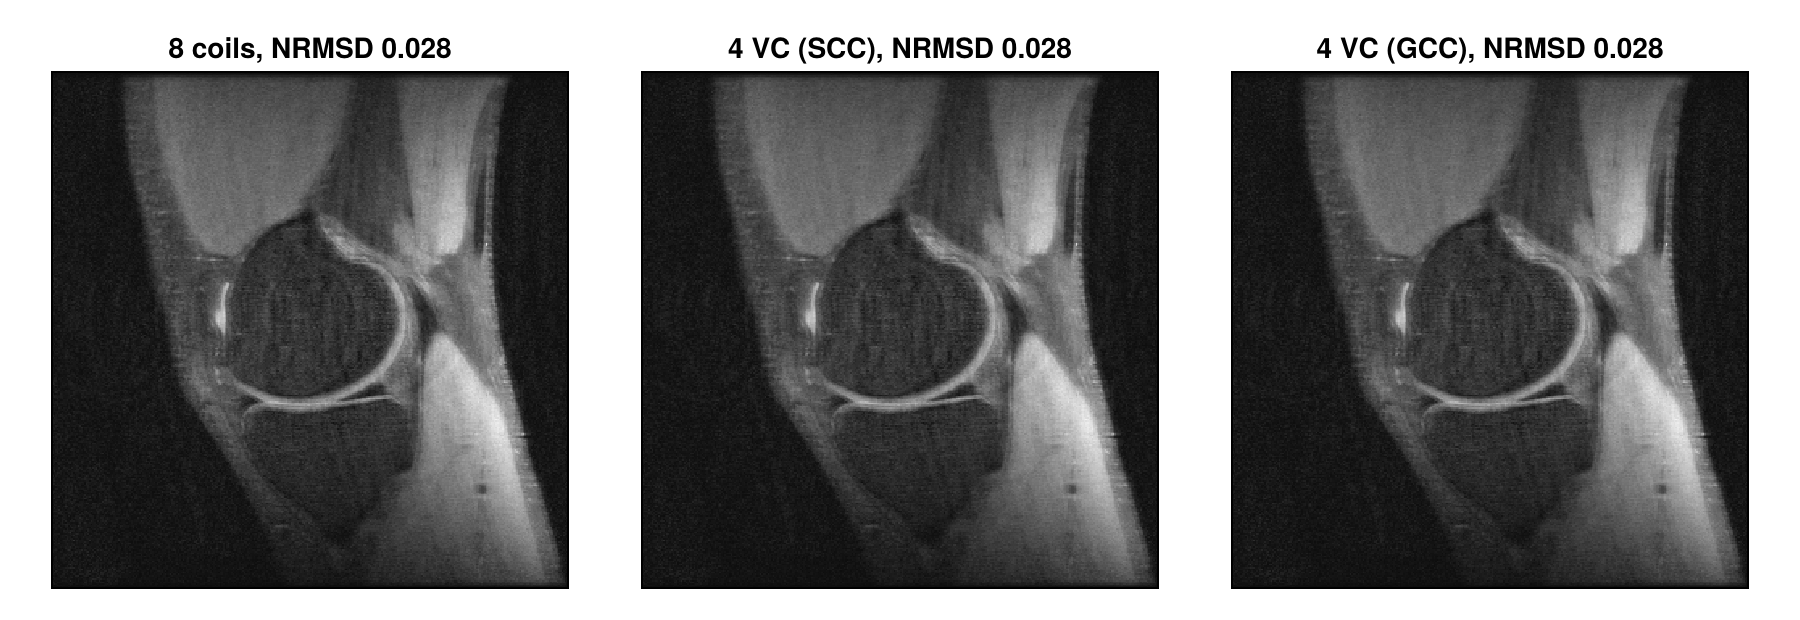 8 coils, NRMSD 0.028
4 VC (SCC), NRMSD 0.028
4 VC (GCC), NRMSD 0.028